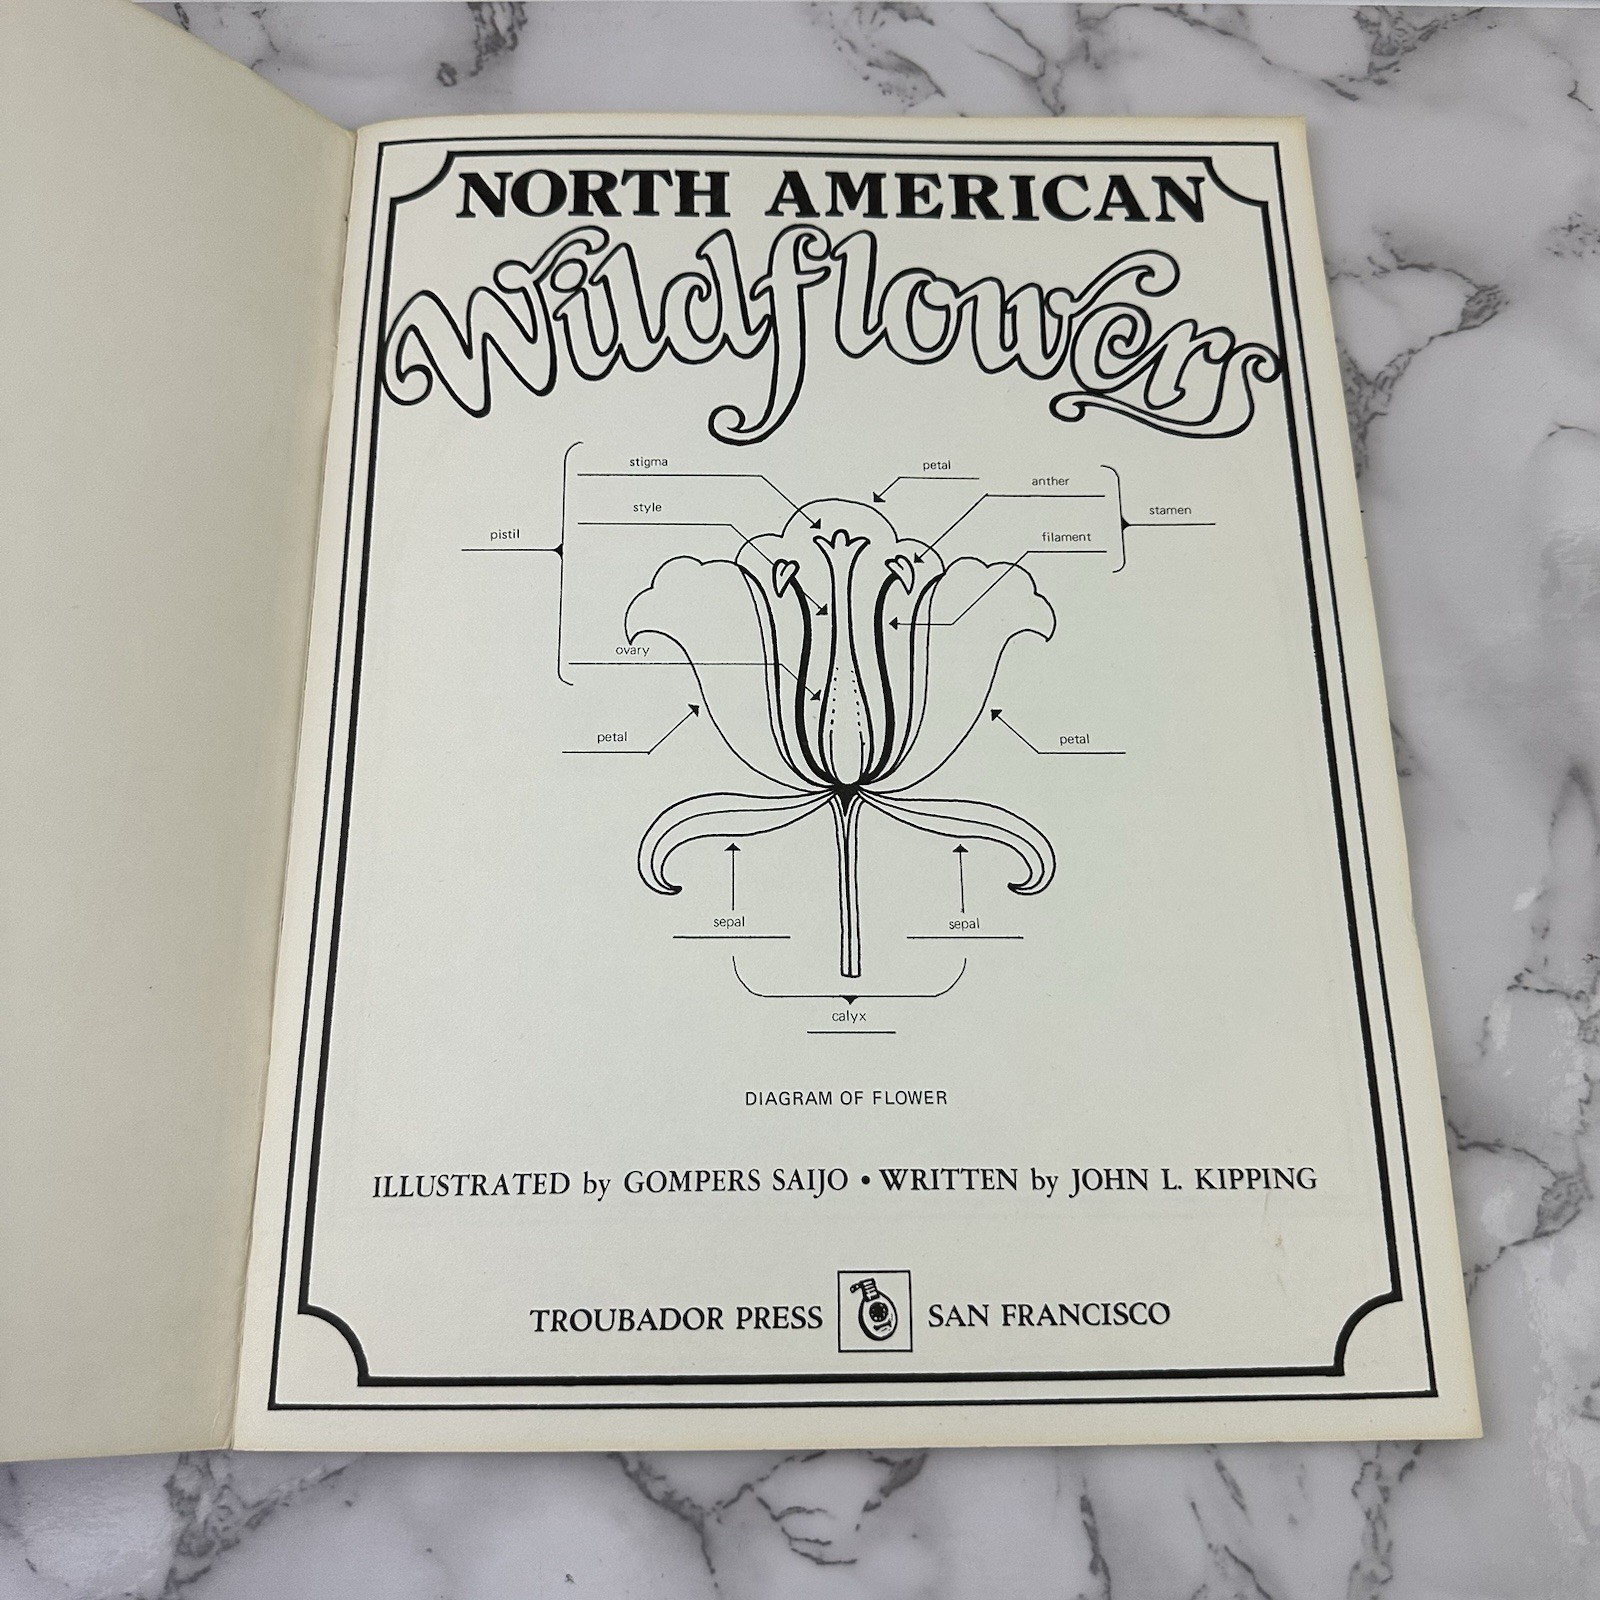 NORTH AMERICAN
Wildflowers
stigma
petal
anther
style
stamen
pistil
filament
ovary
petal
petal
sepal
sepal
calyx
DIAGRAM OF FLOWER
ILLUSTRATED by GOMPERS SAIJO • WRITTEN by JOHN L. KIPPING
TROUBADOR PRESS SAN FRANCISCO